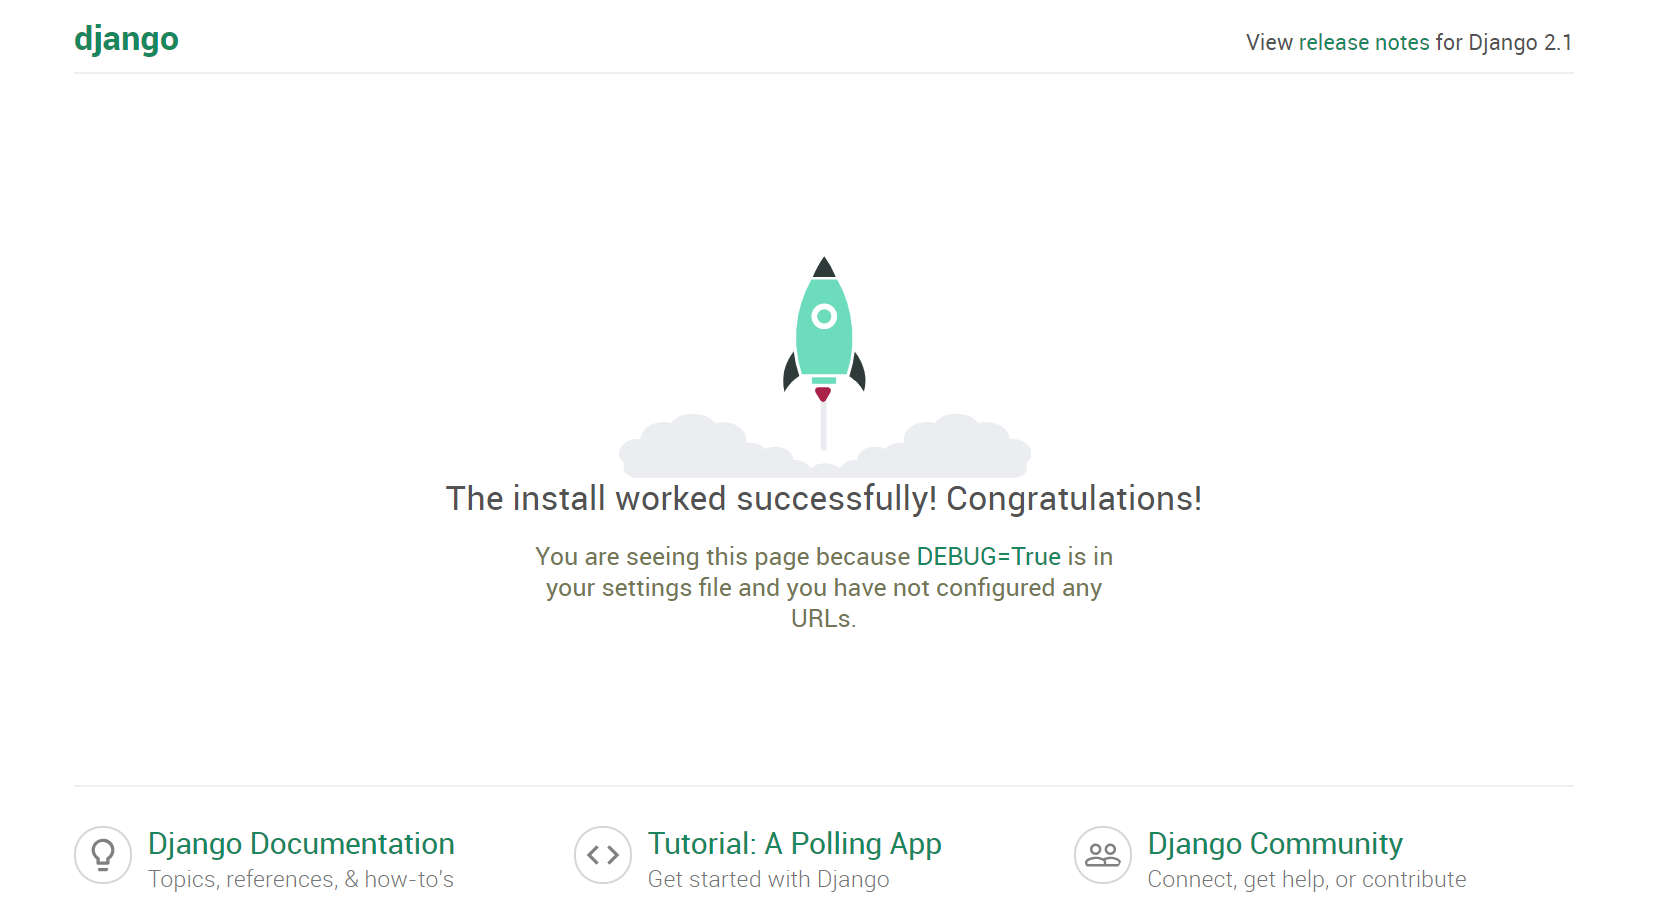 django
View release notes for Django 2.1
The install worked successfully! Congratulations!
You are seeing this page because DEBUG=True is in
your settings file and you have not configured any
URLs.
Django Documentation
Topics, references, & how-to's
Tutorial: A Polling App
Get started with Django
Django Community
Connect, get help, or contribute